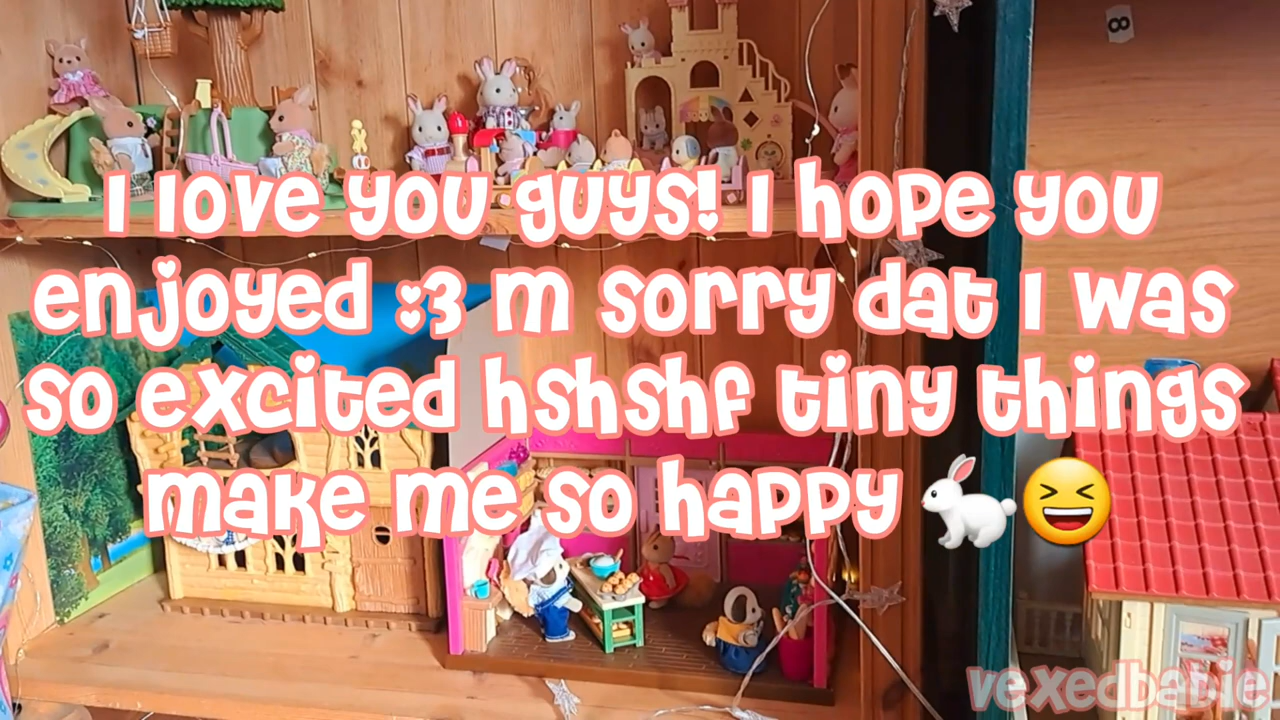 I love you guys! I hope you
enjoyed :3 m sorry dat I was
so excited hshshf tiny things
make me so happy 🐇😆
vexedbabie
8